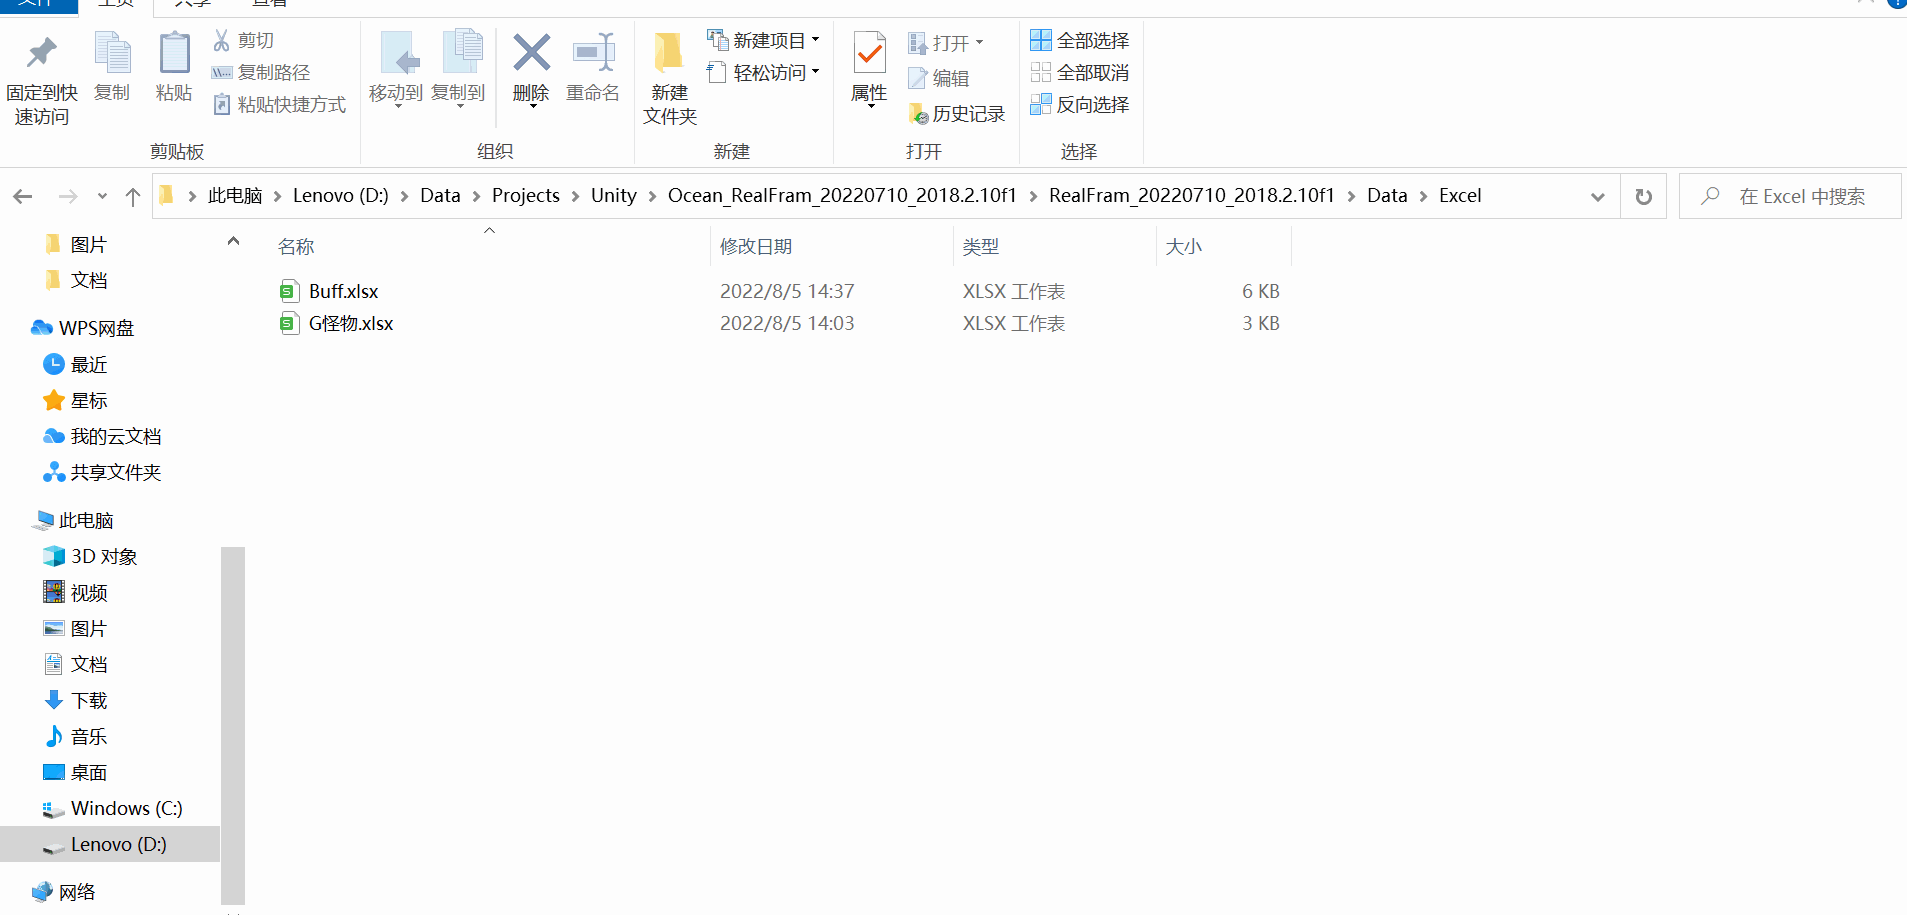 文件 主页 共享 查看
固定到快速访问
复制
粘贴
剪切
复制路径
粘贴快捷方式
剪贴板
移动到
复制到
删除
重命名
组织
新建文件夹
新建项目
轻松访问
新建
属性
打开
编辑
历史记录
打开
全部选择
全部取消
反向选择
选择
此电脑 Lenovo (D:) Data Projects Unity Ocean_RealFram_20220710_2018.2.10f1 RealFram_20220710_2018.2.10f1 Data Excel
在 Excel 中搜索
图片
文档
WPS网盘
最近
星标
我的云文档
共享文件夹
此电脑
3D 对象
视频
图片
文档
下载
音乐
桌面
Windows (C:)
Lenovo (D:)
网络
名称 修改日期 类型 大小
Buff.xlsx 2022/8/5 14:37 XLSX 工作表 6 KB
G怪物.xlsx 2022/8/5 14:03 XLSX 工作表 3 KB